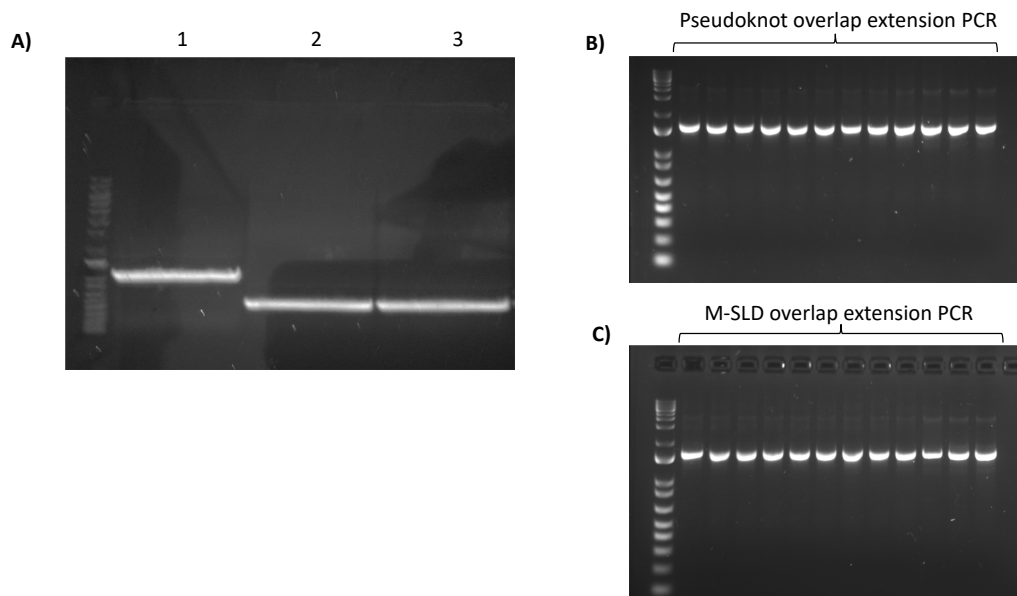 A)
1 2 3
B)
Pseudoknot overlap extension PCR
C)
M-SLD overlap extension PCR